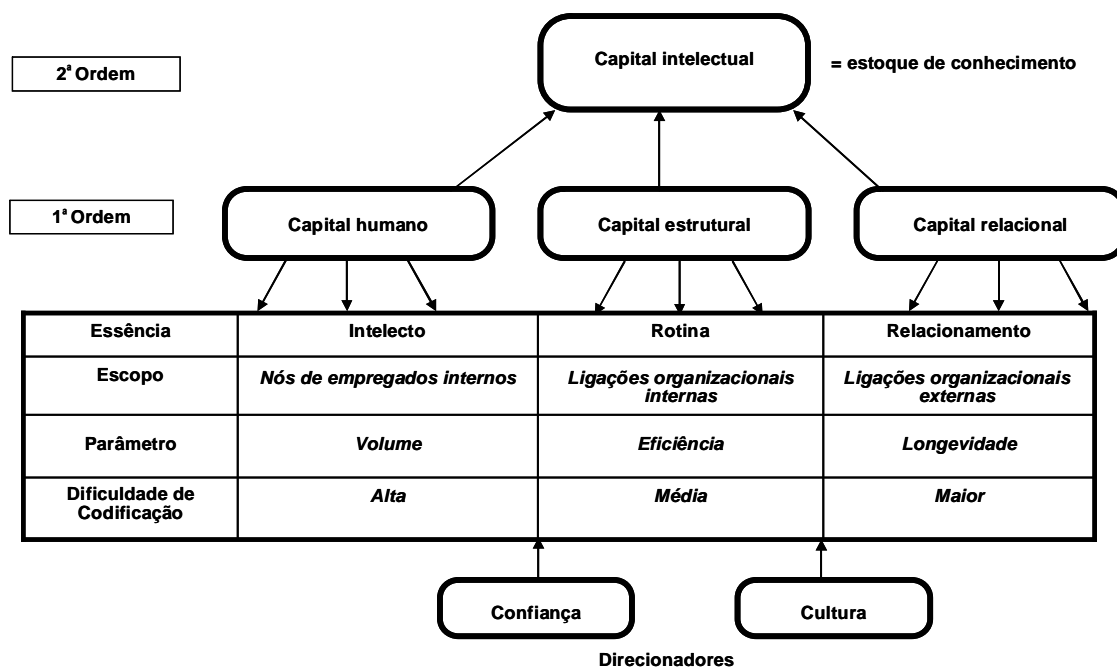 Capital intelectual
= estoque de conhecimento
2ª Ordem
1ª Ordem
Capital humano
Capital estrutural
Capital relacional
Essência
Intelecto
Rotina
Relacionamento
Escopo
Nós de empregados internos
Ligações organizacionais
internas
Ligações organizacionais
externas
Parâmetro
Volume
Eficiência
Longevidade
Dificuldade de
Codificação
Alta
Média
Maior
Confiança
Cultura
Direcionadores